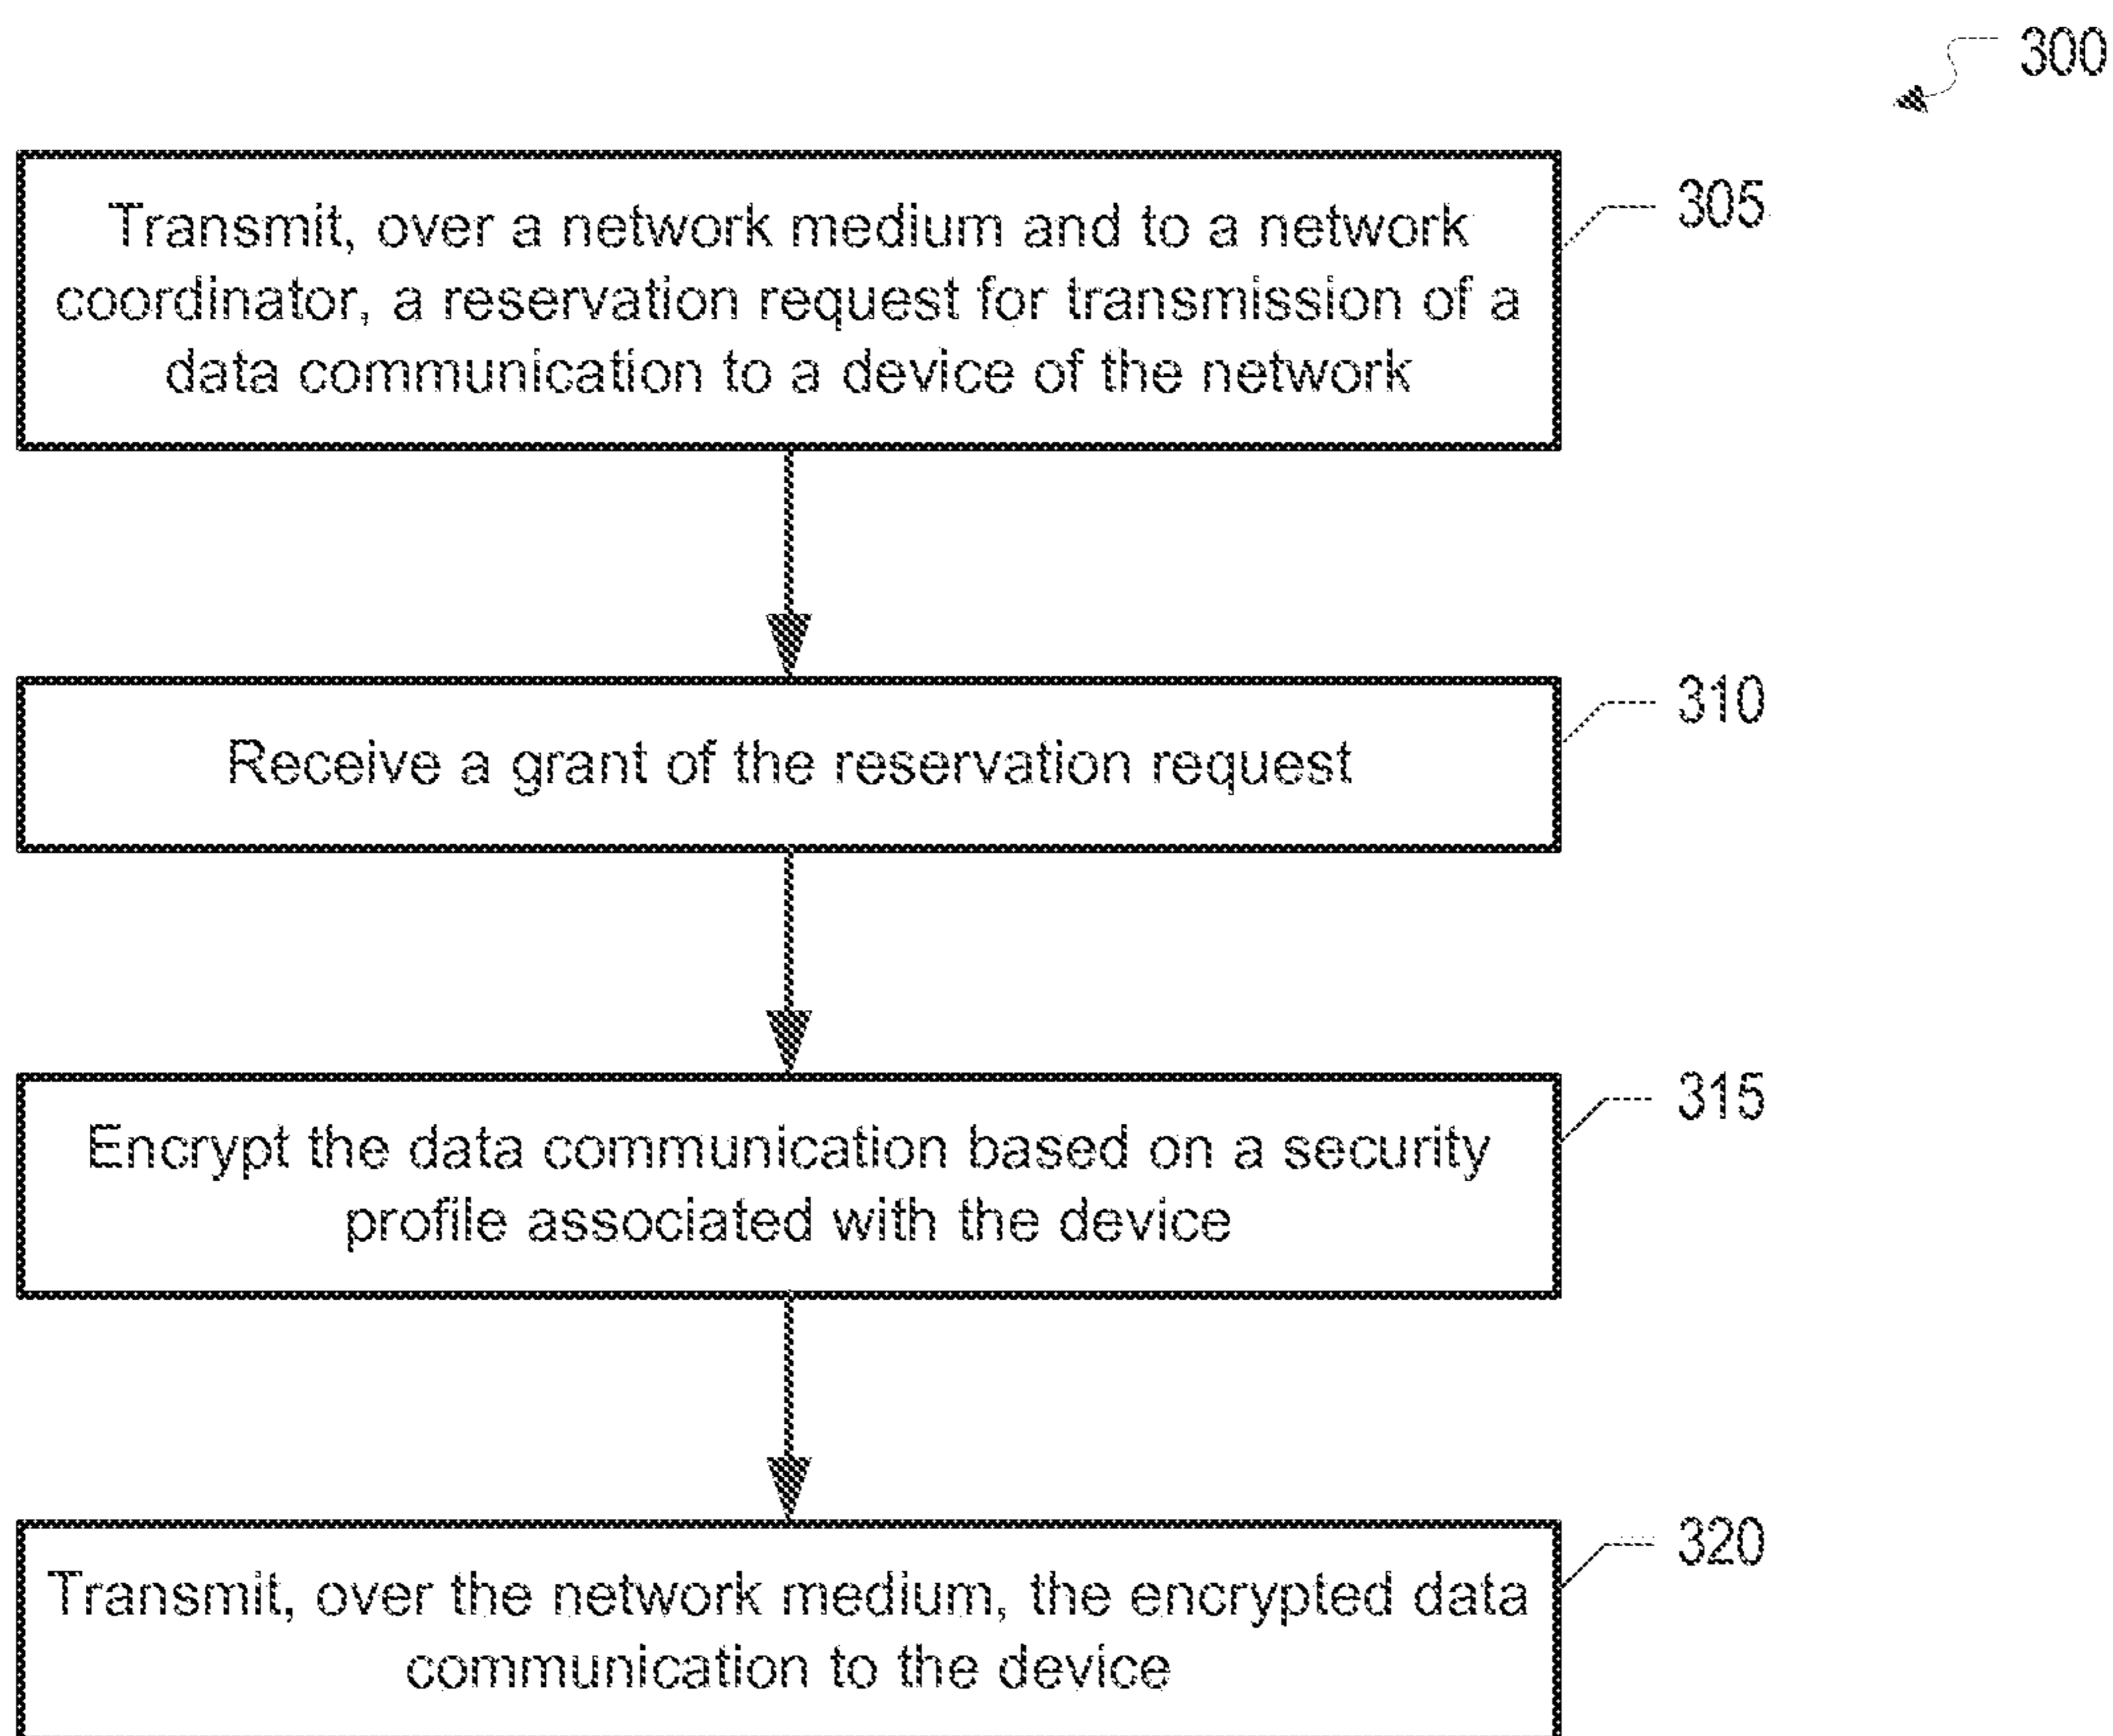 300
Transmit, over a network medium and to a network
coordinator, a reservation request for transmission of a
data communication to a device of the network
305
Receive a grant of the reservation request
310
Encrypt the data communication based on a security
profile associated with the device
315
Transmit, over the network medium, the encrypted data
communication to the device
320